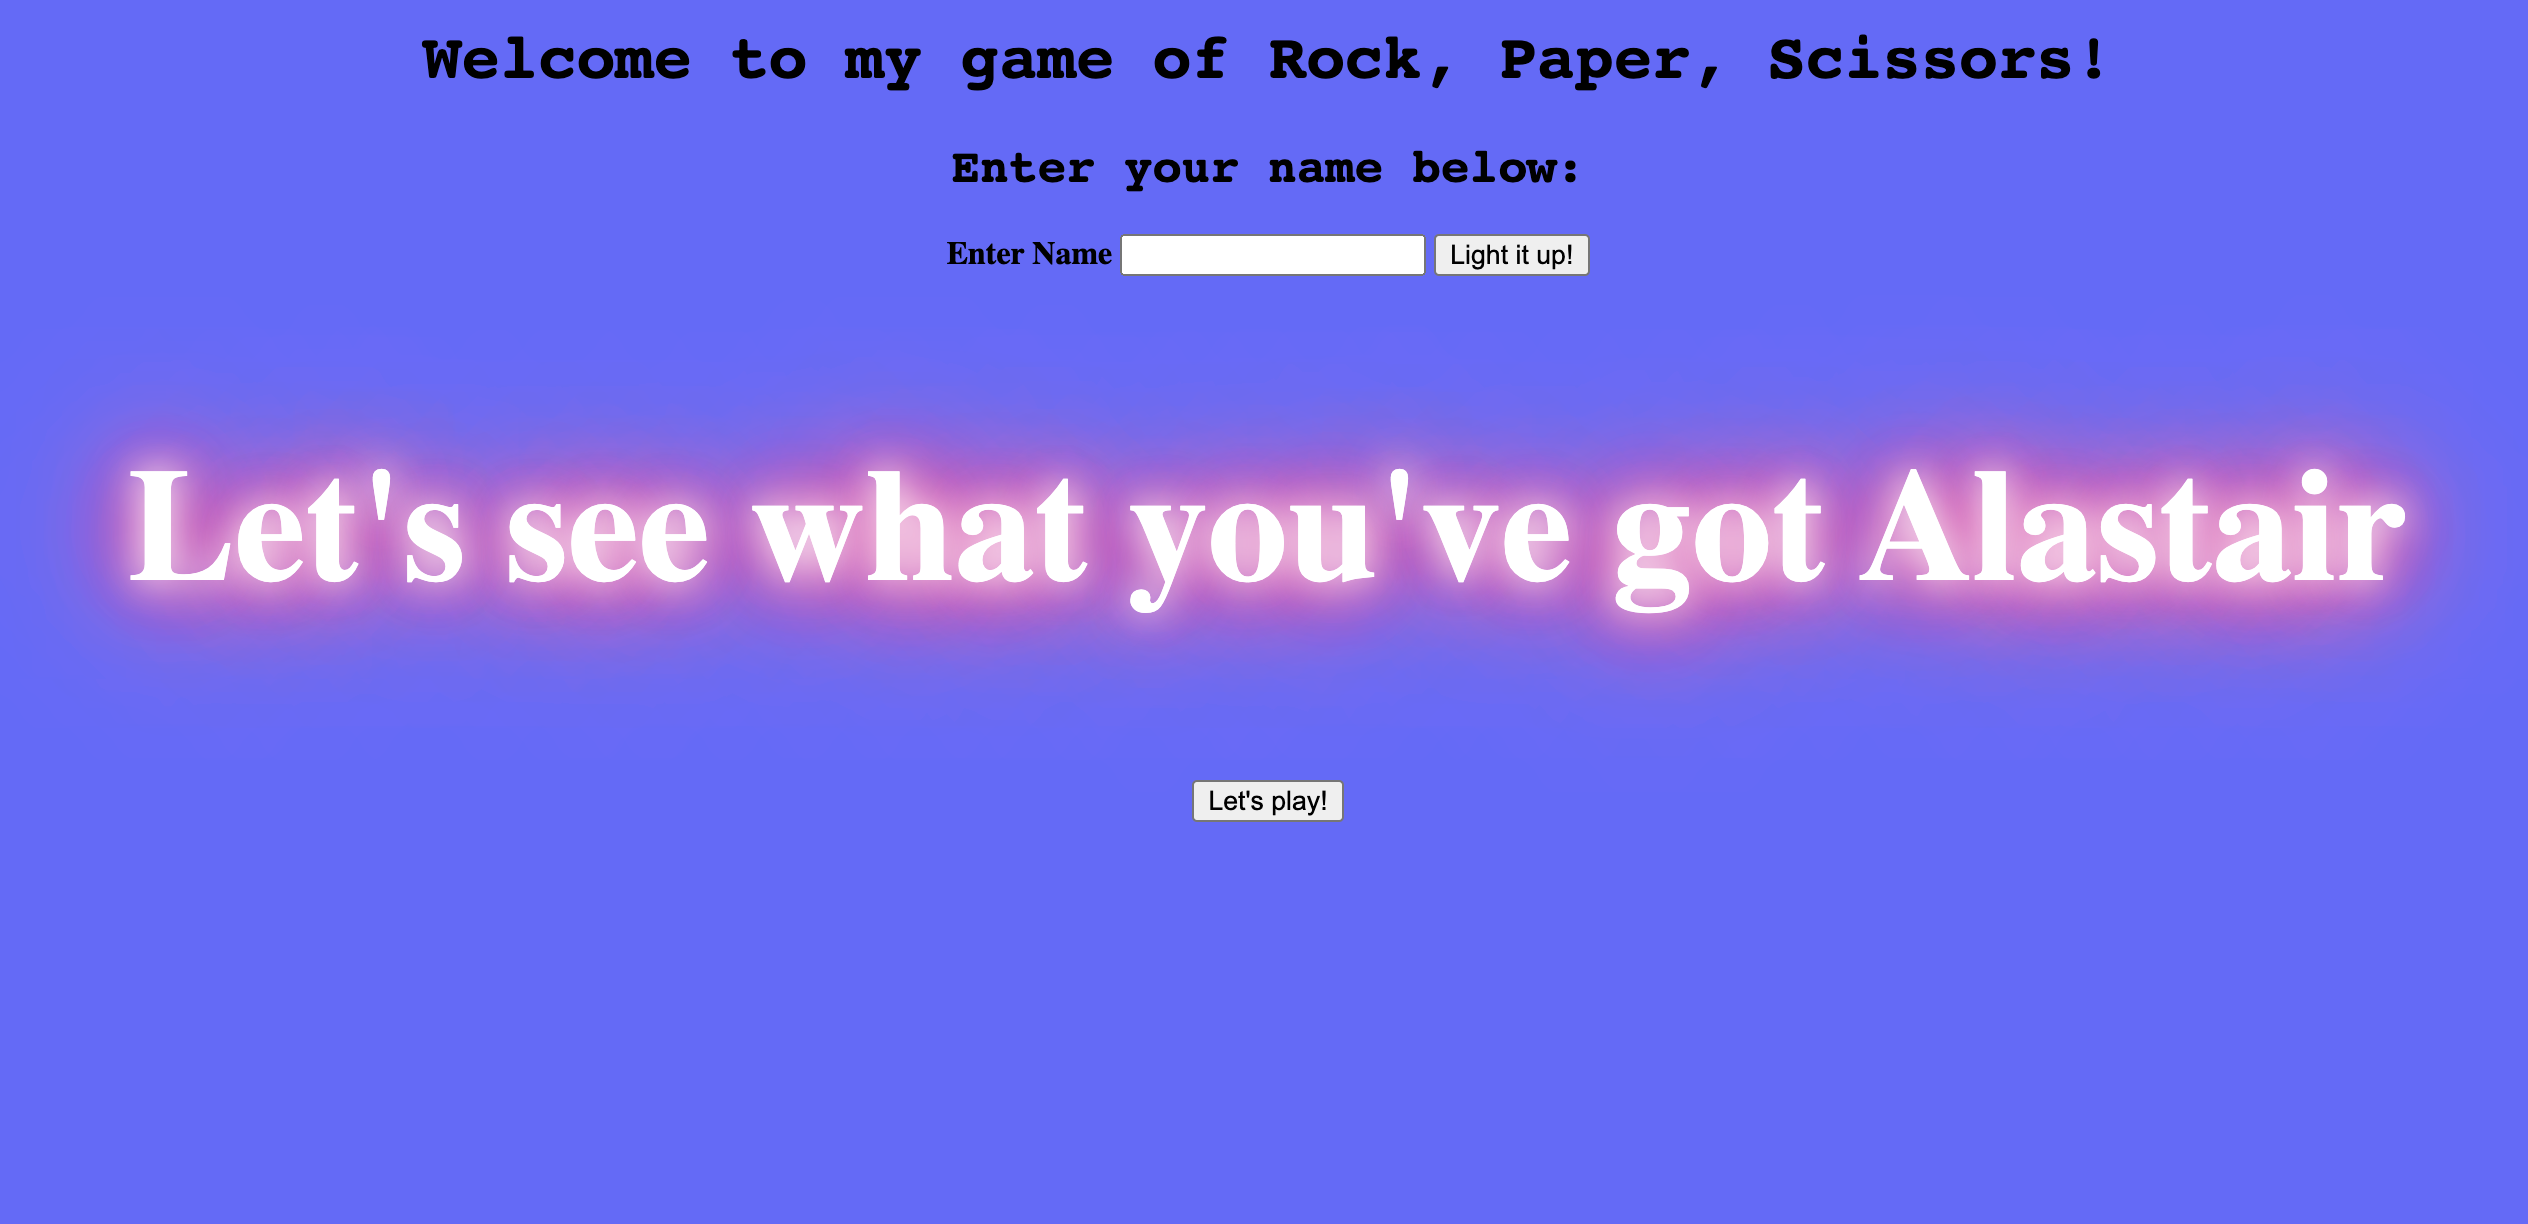 Welcome to my game of Rock, Paper, Scissors!
Enter your name below:
Enter Name Light it up!
Let's see what you've got Alastair
Let's play!